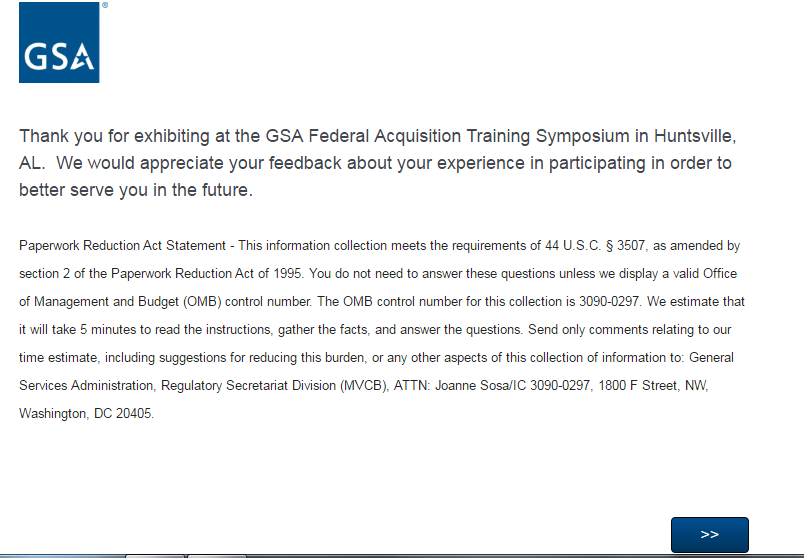 ®
GSA
Thank you for exhibiting at the GSA Federal Acquisition Training Symposium in Huntsville,
AL.  We would appreciate your feedback about your experience in participating in order to
better serve you in the future.
Paperwork Reduction Act Statement - This information collection meets the requirements of 44 U.S.C. § 3507, as amended by
section 2 of the Paperwork Reduction Act of 1995. You do not need to answer these questions unless we display a valid Office
of Management and Budget (OMB) control number. The OMB control number for this collection is 3090-0297. We estimate that
it will take 5 minutes to read the instructions, gather the facts, and answer the questions. Send only comments relating to our
time estimate, including suggestions for reducing this burden, or any other aspects of this collection of information to: General
Services Administration, Regulatory Secretariat Division (MVCB), ATTN: Joanne Sosa/IC 3090-0297, 1800 F Street, NW,
Washington, DC 20405.
>>